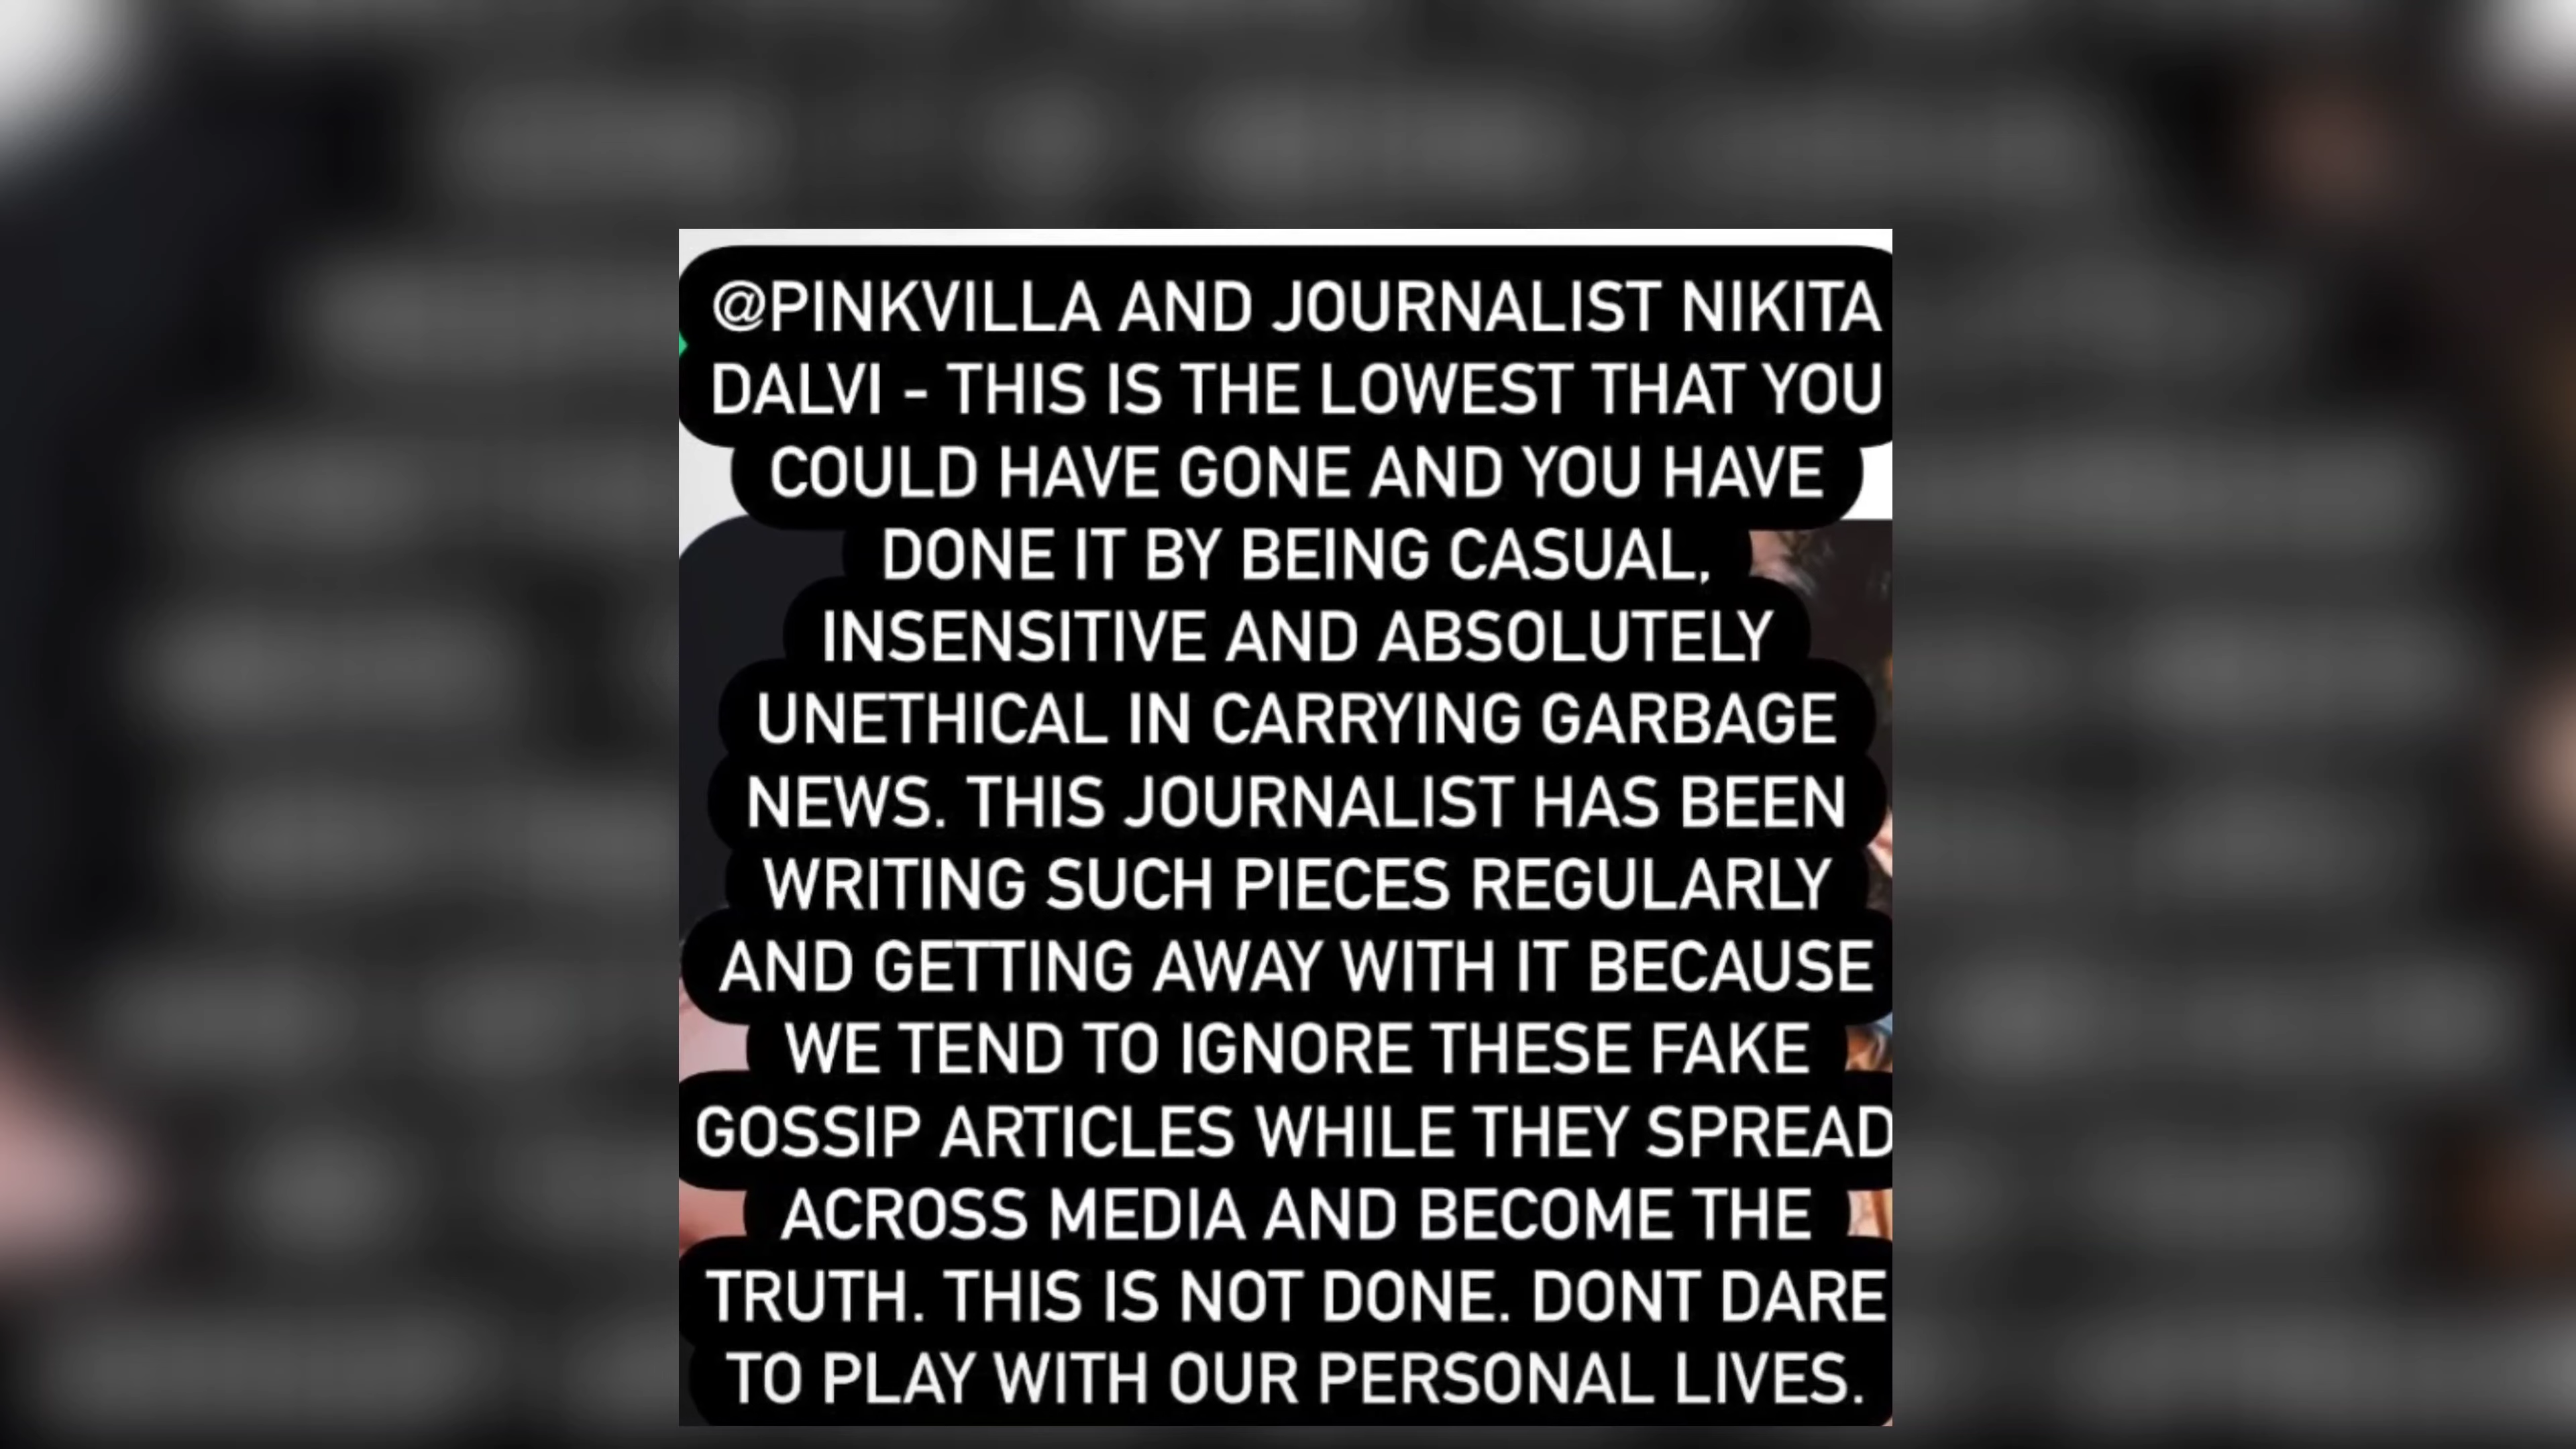 @PINKVILLA AND JOURNALIST NIKITA
DALVI - THIS IS THE LOWEST THAT YOU
COULD HAVE GONE AND YOU HAVE
DONE IT BY BEING CASUAL,
INSENSITIVE AND ABSOLUTELY
UNETHICAL IN CARRYING GARBAGE
NEWS. THIS JOURNALIST HAS BEEN
WRITING SUCH PIECES REGULARLY
AND GETTING AWAY WITH IT BECAUSE
WE TEND TO IGNORE THESE FAKE
GOSSIP ARTICLES WHILE THEY SPREAD
ACROSS MEDIA AND BECOME THE
TRUTH. THIS IS NOT DONE. DONT DARE
TO PLAY WITH OUR PERSONAL LIVES.